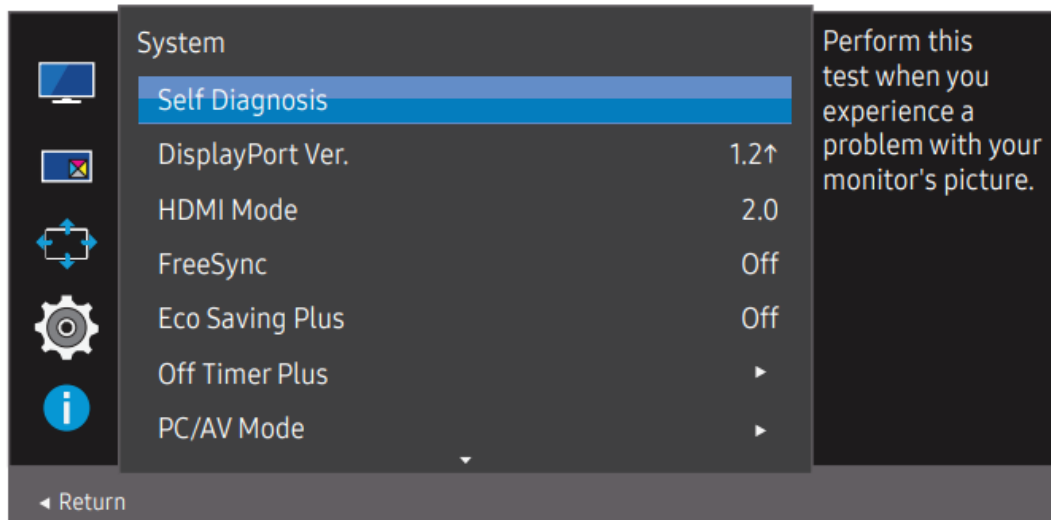 System
Self Diagnosis
DisplayPort Ver. 1.2↑
HDMI Mode 2.0
FreeSync Off
Eco Saving Plus Off
Off Timer Plus ►
PC/AV Mode ►
Perform this
test when you
experience a
problem with your
monitor's picture.
◄ Return